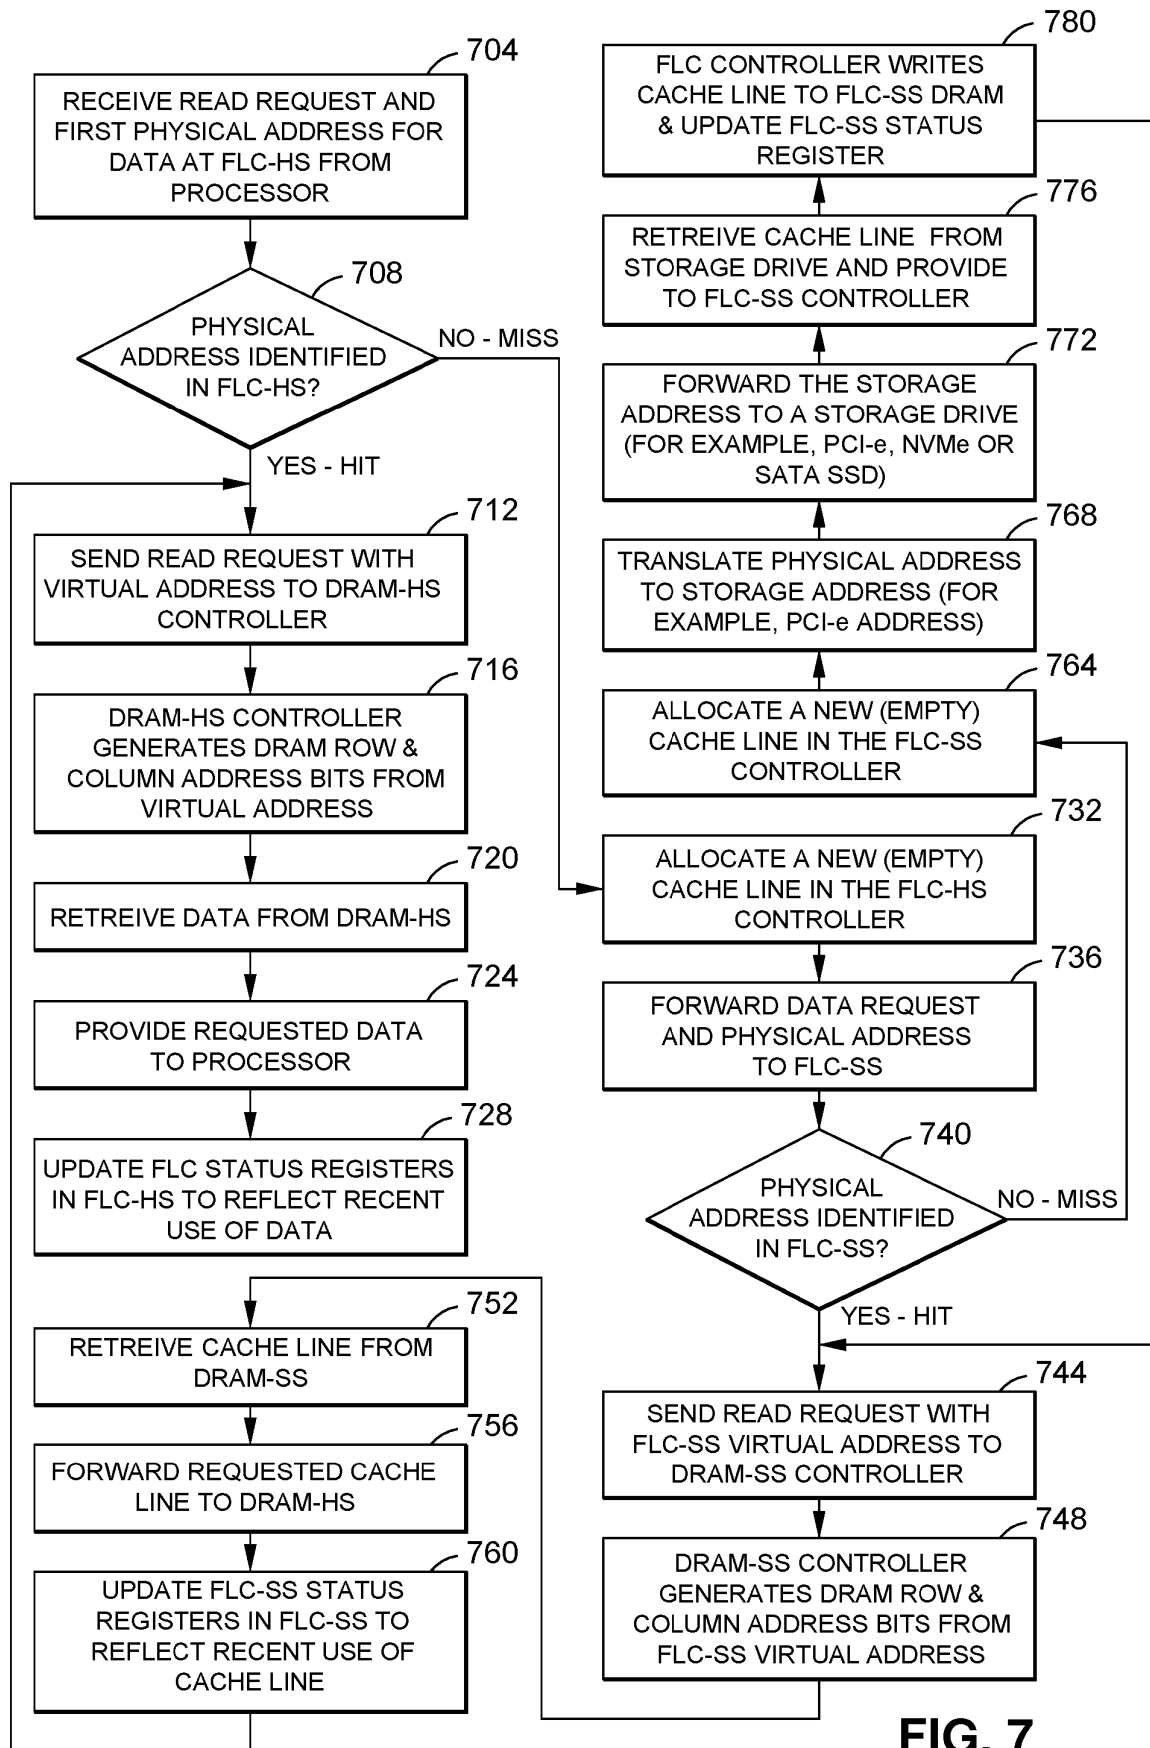 704
RECEIVE READ REQUEST AND
FIRST PHYSICAL ADDRESS FOR
DATA AT FLC-HS FROM
PROCESSOR
708
PHYSICAL
ADDRESS IDENTIFIED
IN FLC-HS?
NO - MISS
YES - HIT
712
SEND READ REQUEST WITH
VIRTUAL ADDRESS TO DRAM-HS
CONTROLLER
716
DRAM-HS CONTROLLER
GENERATES DRAM ROW &
COLUMN ADDRESS BITS FROM
VIRTUAL ADDRESS
720
RETREIVE DATA FROM DRAM-HS
724
PROVIDE REQUESTED DATA
TO PROCESSOR
728
UPDATE FLC STATUS REGISTERS
IN FLC-HS TO REFLECT RECENT
USE OF DATA
752
RETREIVE CACHE LINE FROM
DRAM-SS
756
FORWARD REQUESTED CACHE
LINE TO DRAM-HS
760
UPDATE FLC-SS STATUS
REGISTERS IN FLC-SS TO
REFLECT RECENT USE OF
CACHE LINE
780
FLC CONTROLLER WRITES
CACHE LINE TO FLC-SS DRAM
& UPDATE FLC-SS STATUS
REGISTER
776
RETREIVE CACHE LINE FROM
STORAGE DRIVE AND PROVIDE
TO FLC-SS CONTROLLER
772
FORWARD THE STORAGE
ADDRESS TO A STORAGE DRIVE
(FOR EXAMPLE, PCI-e, NVMe OR
SATA SSD)
768
TRANSLATE PHYSICAL ADDRESS
TO STORAGE ADDRESS (FOR
EXAMPLE, PCI-e ADDRESS)
764
ALLOCATE A NEW (EMPTY)
CACHE LINE IN THE FLC-SS
CONTROLLER
732
ALLOCATE A NEW (EMPTY)
CACHE LINE IN THE FLC-HS
CONTROLLER
736
FORWARD DATA REQUEST
AND PHYSICAL ADDRESS
TO FLC-SS
740
PHYSICAL
ADDRESS IDENTIFIED
IN FLC-SS?
NO - MISS
YES - HIT
744
SEND READ REQUEST WITH
FLC-SS VIRTUAL ADDRESS TO
DRAM-SS CONTROLLER
748
DRAM-SS CONTROLLER
GENERATES DRAM ROW &
COLUMN ADDRESS BITS FROM
FLC-SS VIRTUAL ADDRESS
FIG. 7